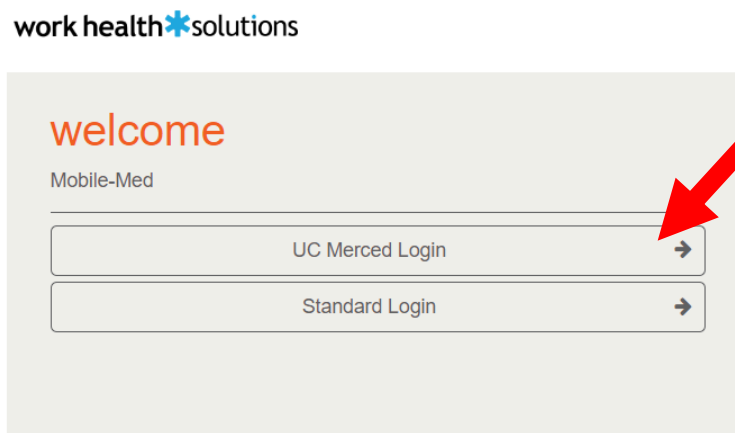 work health*solutions
welcome
Mobile-Med
UC Merced Login
Standard Login